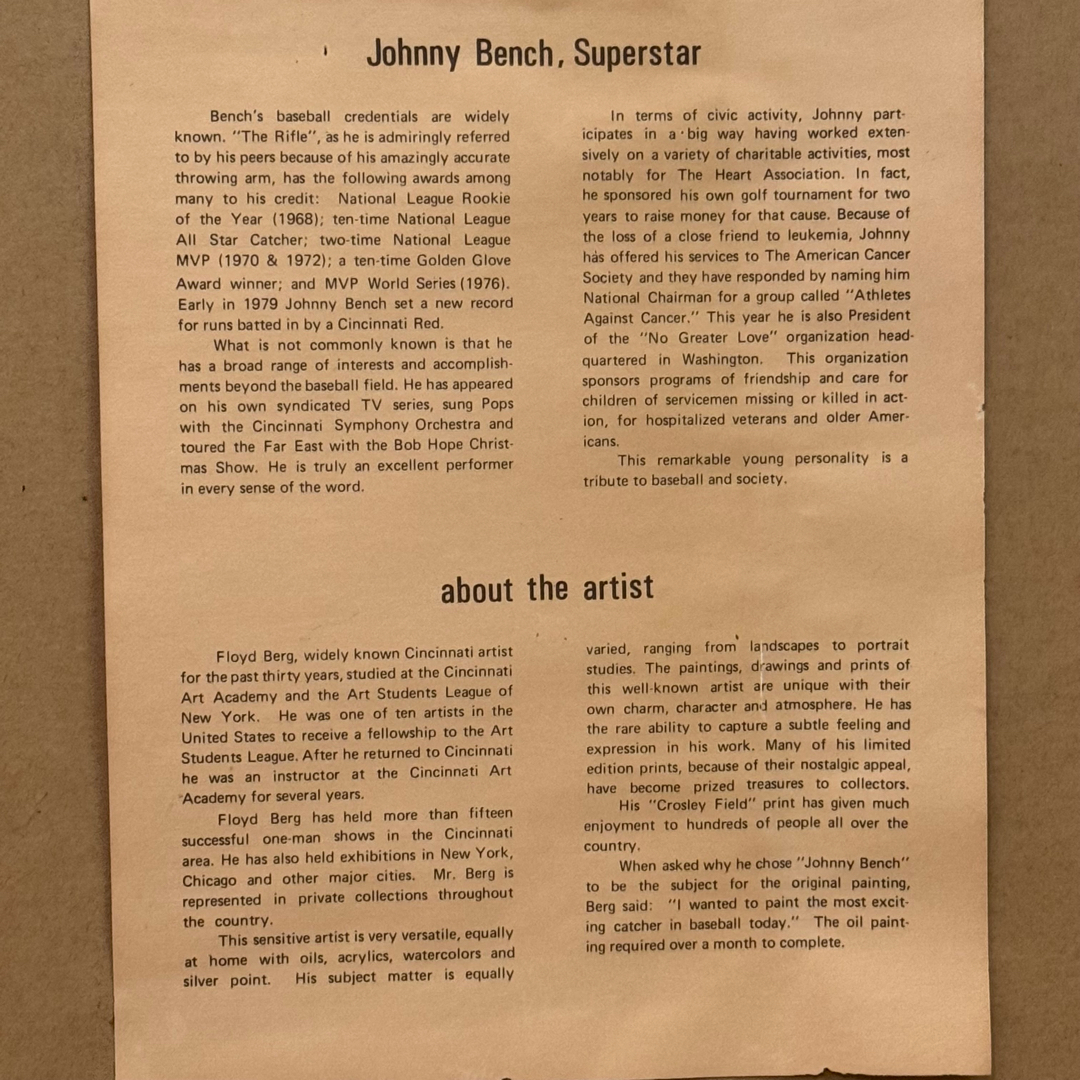 Johnny Bench, Superstar
Bench's baseball credentials are widely
known. "The Rifle", as he is admiringly referred
to by his peers because of his amazingly accurate
throwing arm, has the following awards among
many to his credit: National League Rookie
of the Year (1968); ten-time National League
All Star Catcher; two-time National League
MVP (1970 & 1972); a ten-time Golden Glove
Award winner; and MVP World Series (1976).
Early in 1979 Johnny Bench set a new record
for runs batted in by a Cincinnati Red.
What is not commonly known is that he
has a broad range of interests and accomplish-
ments beyond the baseball field. He has appeared
on his own syndicated TV series, sung Pops
with the Cincinnati Symphony Orchestra and
toured the Far East with the Bob Hope Christ-
mas Show. He is truly an excellent performer
in every sense of the word.
In terms of civic activity, Johnny part-
icipates in a big way having worked exten-
sively on a variety of charitable activities, most
notably for The Heart Association. In fact,
he sponsored his own golf tournament for two
years to raise money for that cause. Because of
the loss of a close friend to leukemia, Johnny
has offered his services to The American Cancer
Society and they have responded by naming him
National Chairman for a group called "Athletes
Against Cancer." This year he is also President
of the "No Greater Love" organization head-
quartered in Washington. This organization
sponsors programs of friendship and care for
children of servicemen missing or killed in act-
ion, for hospitalized veterans and older Amer-
icans.
This remarkable young personality is a
tribute to baseball and society.
about the artist
Floyd Berg, widely known Cincinnati artist
for the past thirty years, studied at the Cincinnati
Art Academy and the Art Students League of
New York. He was one of ten artists in the
United States to receive a fellowship to the Art
Students League. After he returned to Cincinnati
he was an instructor at the Cincinnati Art
Academy for several years.
Floyd Berg has held more than fifteen
successful one-man shows in the Cincinnati
area. He has also held exhibitions in New York,
Chicago and other major cities. Mr. Berg is
represented in private collections throughout
the country.
This sensitive artist is very versatile, equally
at home with oils, acrylics, watercolors and
silver point. His subject matter is equally
varied, ranging from landscapes to portrait
studies. The paintings, drawings and prints of
this well-known artist are unique with their
own charm, character and atmosphere. He has
the rare ability to capture a subtle feeling and
expression in his work. Many of his limited
edition prints, because of their nostalgic appeal,
have become prized treasures to collectors.
His "Crosley Field" print has given much
enjoyment to hundreds of people all over the
country.
When asked why he chose "Johnny Bench"
to be the subject for the original painting,
Berg said: "I wanted to paint the most excit-
ing catcher in baseball today." The oil paint-
ing required over a month to complete.